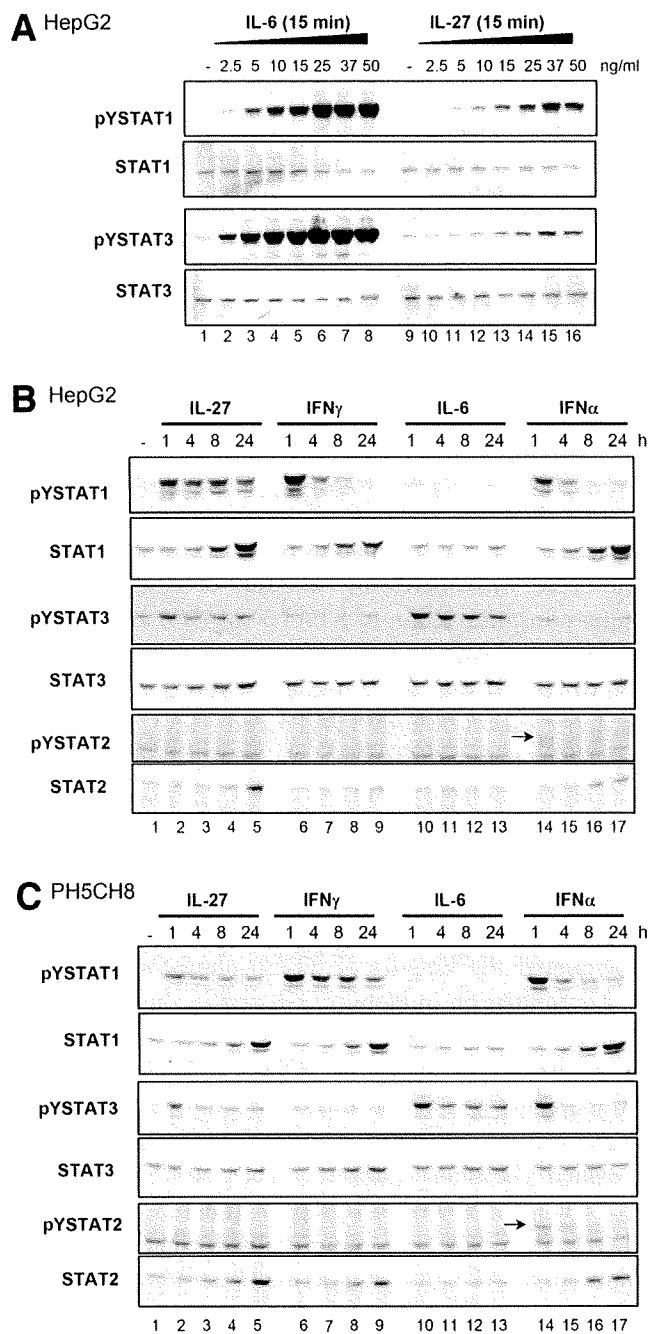 A HepG2
IL-6 (15 min) IL-27 (15 min)
- 2.5 5 10 15 25 37 50 - 2.5 5 10 15 25 37 50 ng/ml
pYSTAT1
STAT1
pYSTAT3
STAT3
1 2 3 4 5 6 7 8 9 10 11 12 13 14 15 16
B HepG2
IL-27 IFNγ IL-6 IFNα
- 1 4 8 24 1 4 8 24 1 4 8 24 1 4 8 24 h
pYSTAT1
STAT1
pYSTAT3
STAT3
pYSTAT2
STAT2
1 2 3 4 5 6 7 8 9 10 11 12 13 14 15 16 17
C PH5CH8
IL-27 IFNγ IL-6 IFNα
- 1 4 8 24 1 4 8 24 1 4 8 24 1 4 8 24 h
pYSTAT1
STAT1
pYSTAT3
STAT3
pYSTAT2
STAT2
1 2 3 4 5 6 7 8 9 10 11 12 13 14 15 16 17